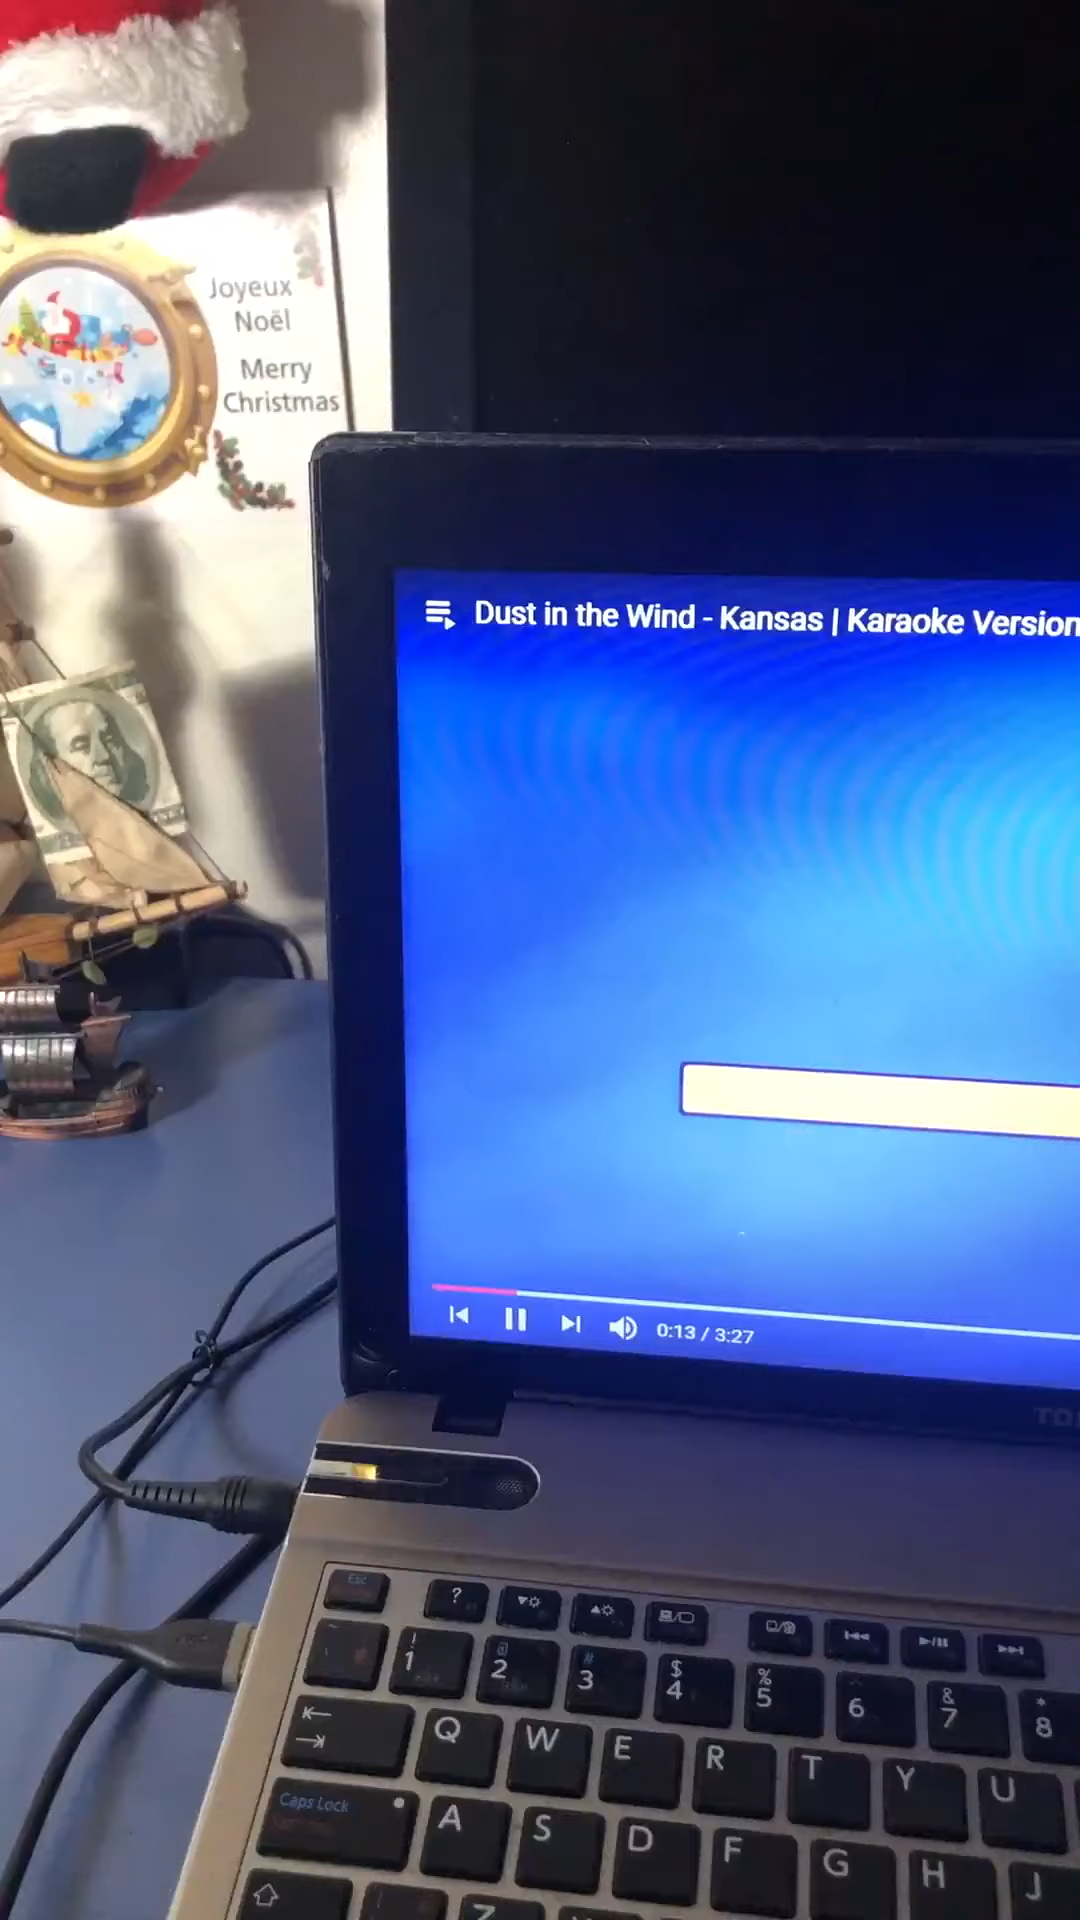 Joyeux
Noël
Merry
Christmas
Dust in the Wind - Kansas | Karaoke Version
0:13 / 3:27
Esc
?
! 1
@ 2
# 3
$ 4
% 5
^ 6
& 7
* 8
Q W E R T Y U
Caps Lock
A S D F G H J
Z